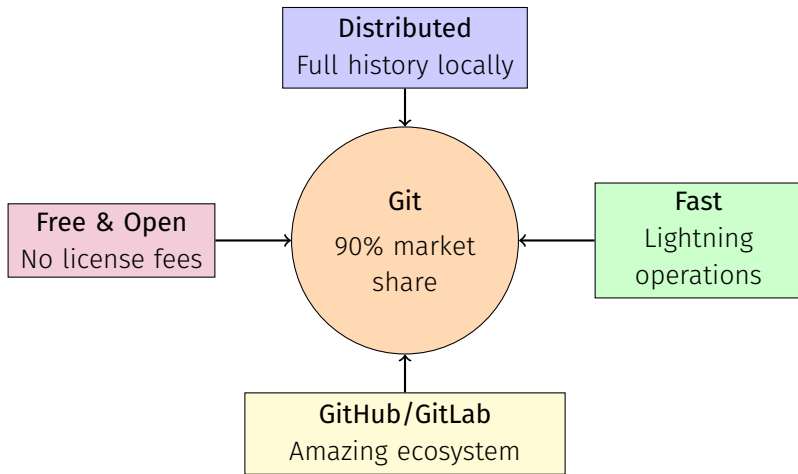 Distributed
Full history locally
Free & Open
No license fees
Git
90% market
share
Fast
Lightning
operations
GitHub/GitLab
Amazing ecosystem